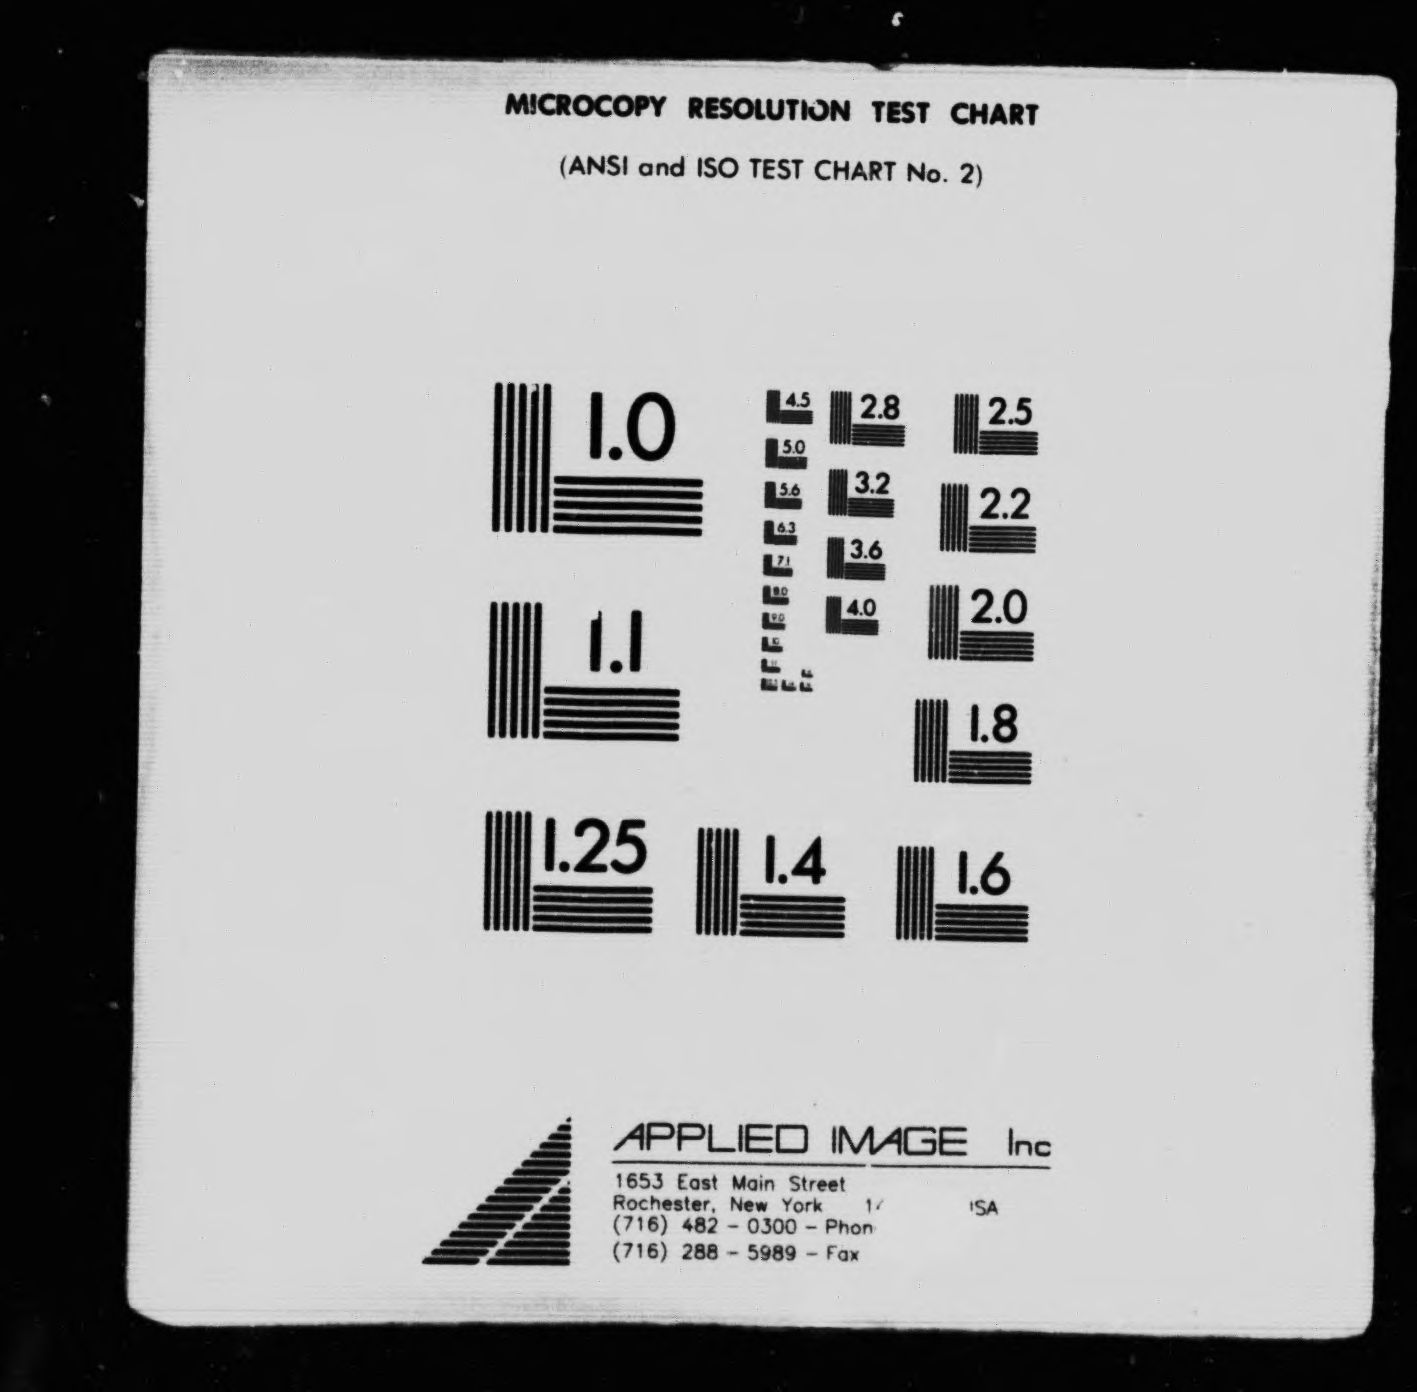 MICROCOPY RESOLUTION TEST CHART
(ANSI and ISO TEST CHART No. 2)
1.0
1.1
1.25
1.4
1.6
1.8
2.0
2.2
2.5
2.8
3.2
3.6
4.0
4.5
5.0
5.6
6.3
7.1
8.0
9.0
APPLIED IMAGE Inc
1653 East Main Street
Rochester, New York
(716) 482 - 0300 - Phon
(716) 288 - 5989 - Fax